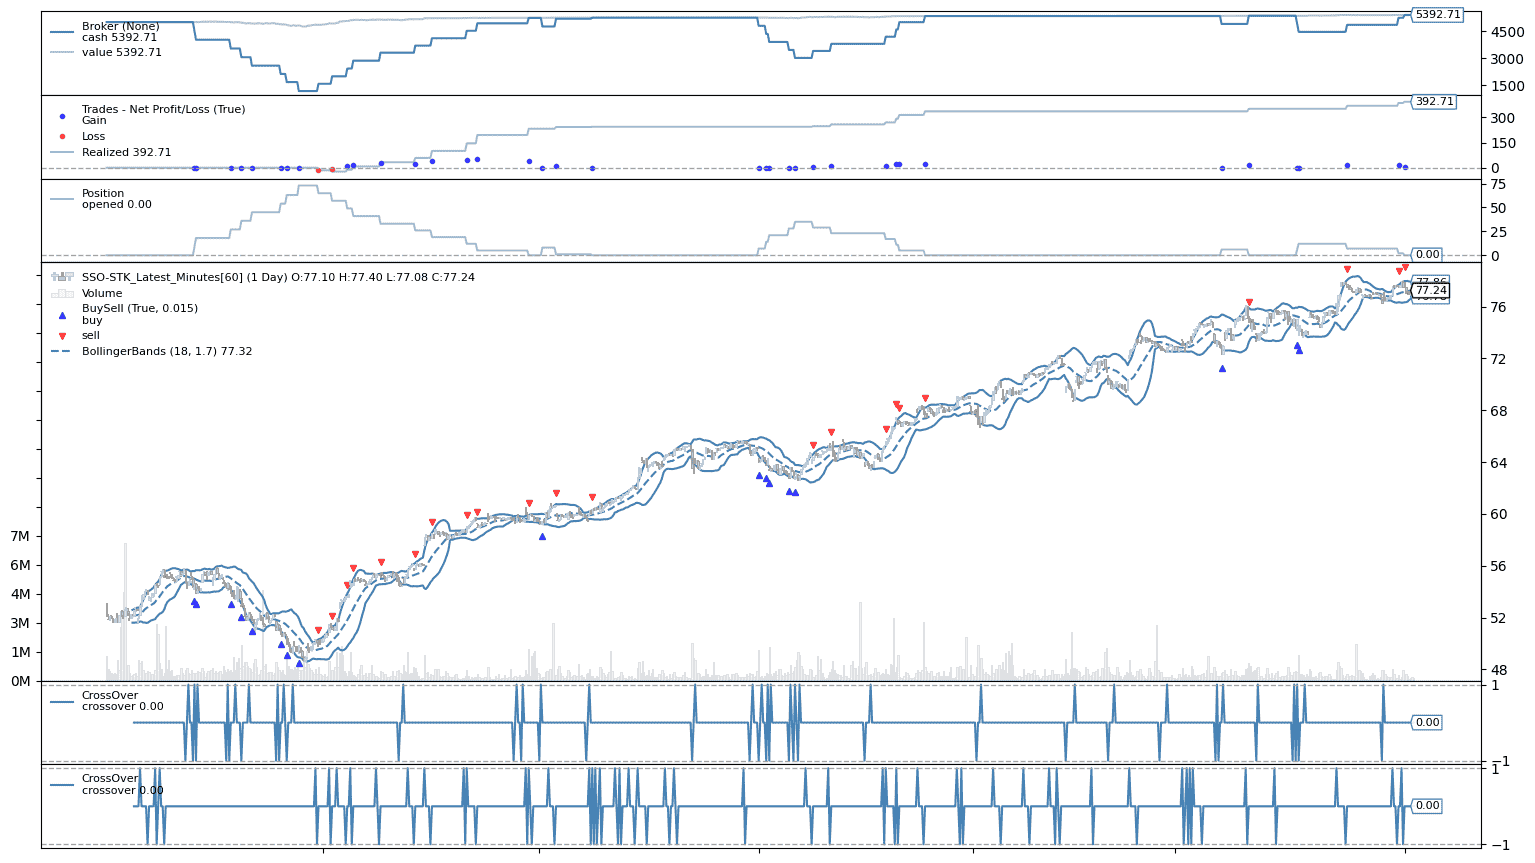 Broker (None)
cash 5392.71
value 5392.71
5392.71
4500
3000
1500
Trades - Net Profit/Loss (True)
Gain
Loss
Realized 392.71
392.71
300
150
0
Position
opened 0.00
75
50
25
0
0.00
SSO-STK_Latest_Minutes[60] (1 Day) O:77.10 H:77.40 L:77.08 C:77.24
Volume
BuySell (True, 0.015)
buy
sell
BollingerBands (18, 1.7) 77.32
77.86
77.24
76
72
68
64
60
56
52
48
7M
6M
4M
3M
1M
0M
CrossOver
crossover 0.00
1
0.00
−1
CrossOver
crossover 0.00
1
0.00
−1